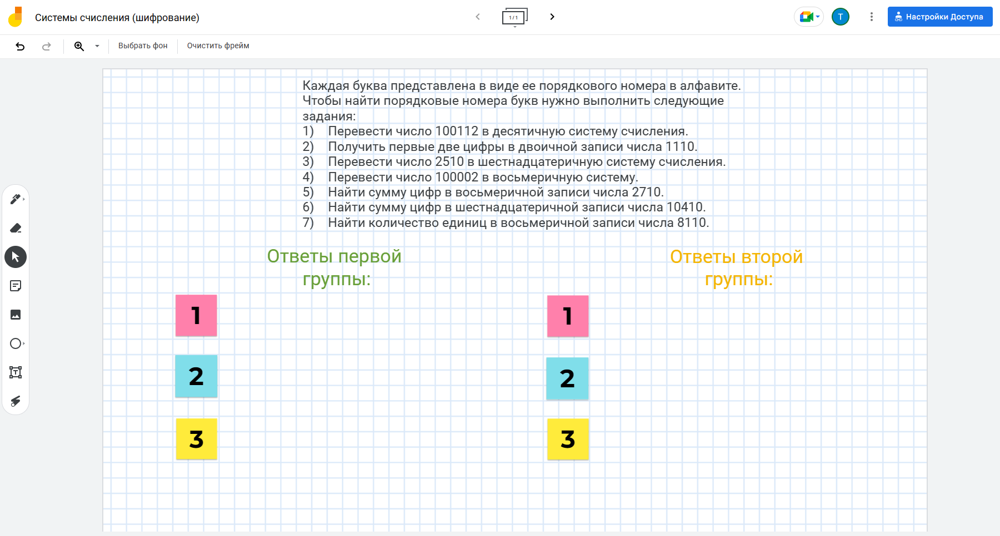 Системы счисления (шифрование)
1 / 1
T
Настройки Доступа
Выбрать фон
Очистить фрейм
Каждая буква представлена в виде ее порядкового номера в алфавите.
Чтобы найти порядковые номера букв нужно выполнить следующие
задания:
1) Перевести число 100112 в десятичную систему счисления.
2) Получить первые две цифры в двоичной записи числа 1110.
3) Перевести число 2510 в шестнадцатеричную систему счисления.
4) Перевести число 100002 в восьмеричную систему.
5) Найти сумму цифр в восьмеричной записи числа 2710.
6) Найти сумму цифр в шестнадцатеричной записи числа 10410.
7) Найти количество единиц в восьмеричной записи числа 8110.
Ответы первой
группы:
Ответы второй
группы:
1
1
2
2
3
3